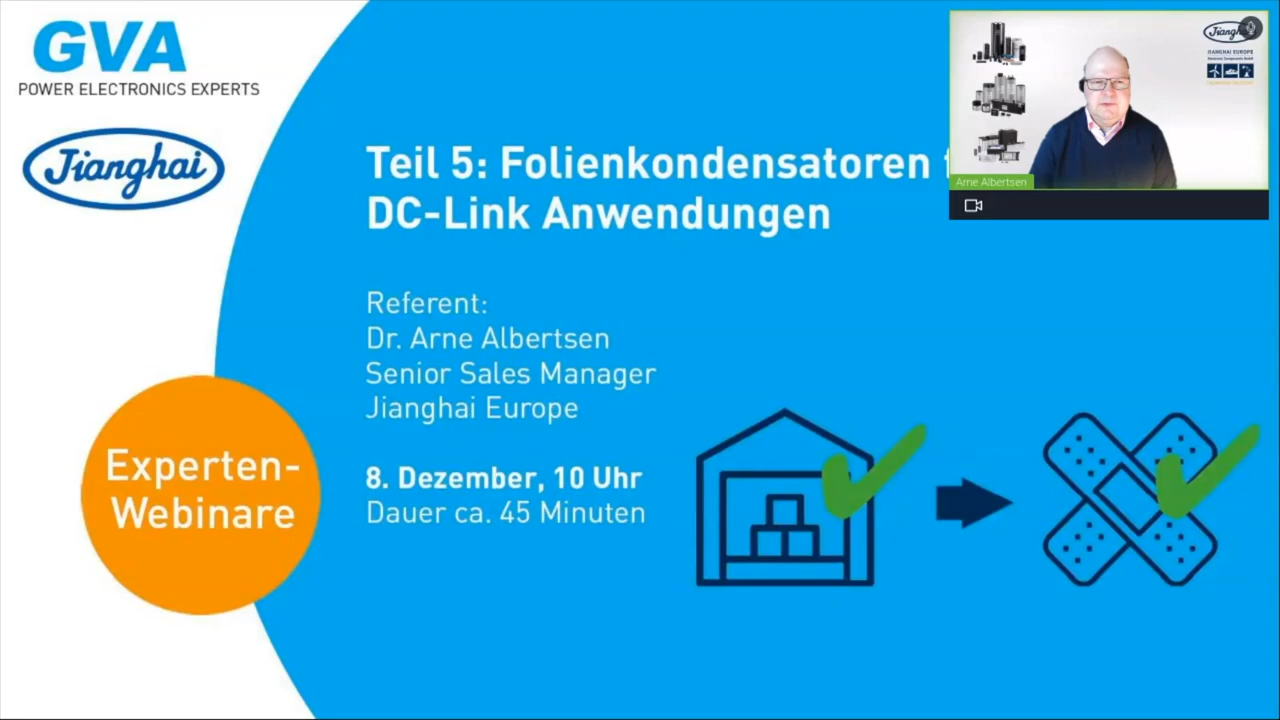 GVA
POWER ELECTRONICS EXPERTS
Jianghai
Teil 5: Folienkondensatoren
DC-Link Anwendungen
Referent:
Dr. Arne Albertsen
Senior Sales Manager
Jianghai Europe
8. Dezember, 10 Uhr
Dauer ca. 45 Minuten
Experten-
Webinare
JIANGHAI EUROPE
Arne Albertsen